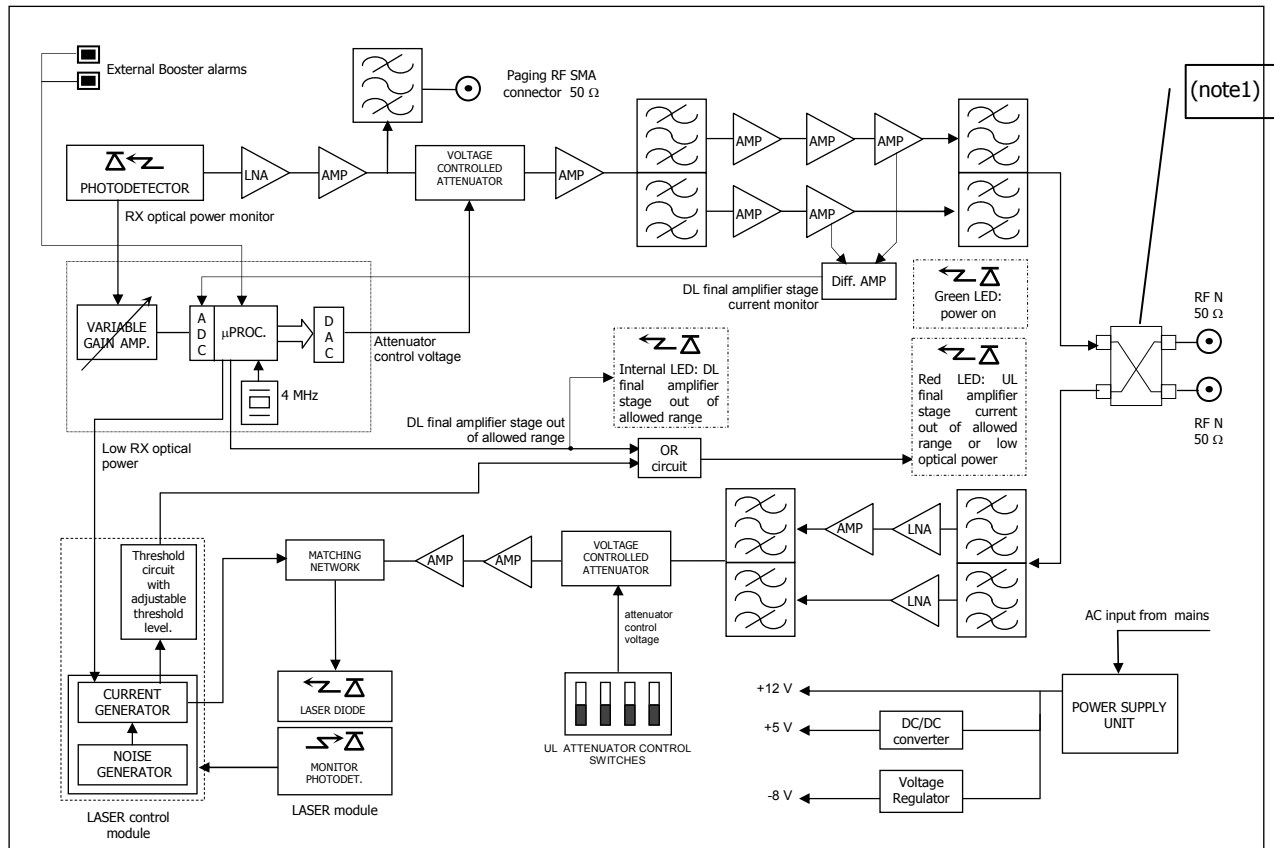 (note1)
External Booster alarms
Paging RF SMA
connector 50 Ω
PHOTODETECTOR
LNA
AMP
VOLTAGE
CONTROLLED
ATTENUATOR
AMP
AMP
AMP
AMP
AMP
AMP
RX optical power monitor
Diff. AMP
DL final amplifier stage
current monitor
Green LED:
power on
RF N
50 Ω
VARIABLE
GAIN AMP.
A
D
C
µPROC.
D
A
C
Attenuator
control voltage
4 MHz
Internal LED: DL
final amplifier
stage out of
allowed range
Red LED: UL
final amplifier
stage current
out of allowed
range or low
optical power
RF N
50 Ω
DL final amplifier stage out
of allowed range
Low RX optical
power
OR
circuit
Threshold
circuit
with
adjustable
threshold
level.
MATCHING
NETWORK
AMP
AMP
VOLTAGE
CONTROLLED
ATTENUATOR
AMP
LNA
LNA
attenuator
control
voltage
AC input from mains
CURRENT
GENERATOR
NOISE
GENERATOR
LASER DIODE
MONITOR
PHOTODET.
UL ATTENUATOR CONTROL
SWITCHES
LASER module
LASER control
module
+12 V
+5 V
-8 V
DC/DC
converter
Voltage
Regulator
POWER SUPPLY
UNIT